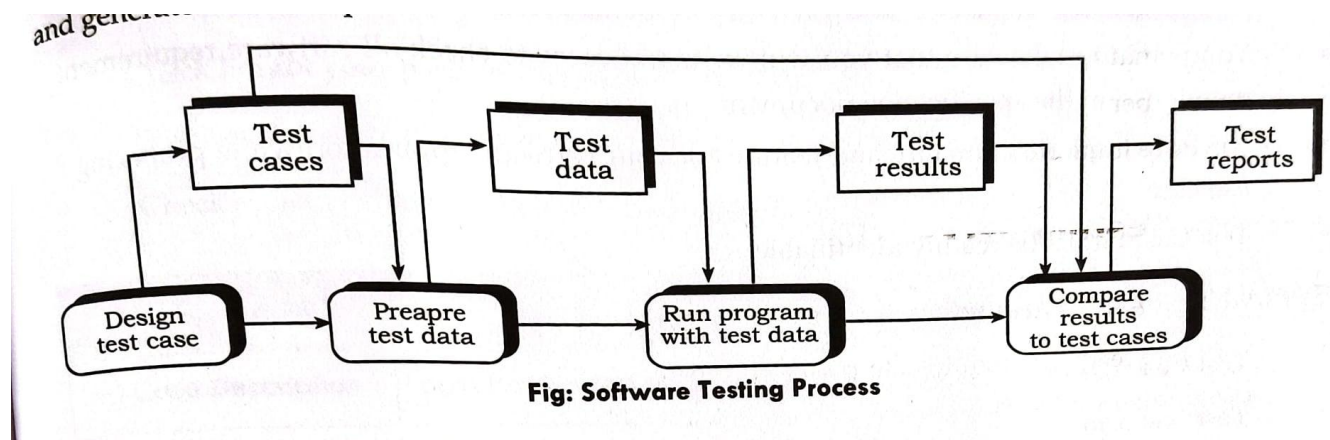 and
Test
cases
Test
data
Test
results
Test
reports
Design
test case
Preapre
test data
Run program
with test data
Compare
results
to test cases
Fig: Software Testing Process